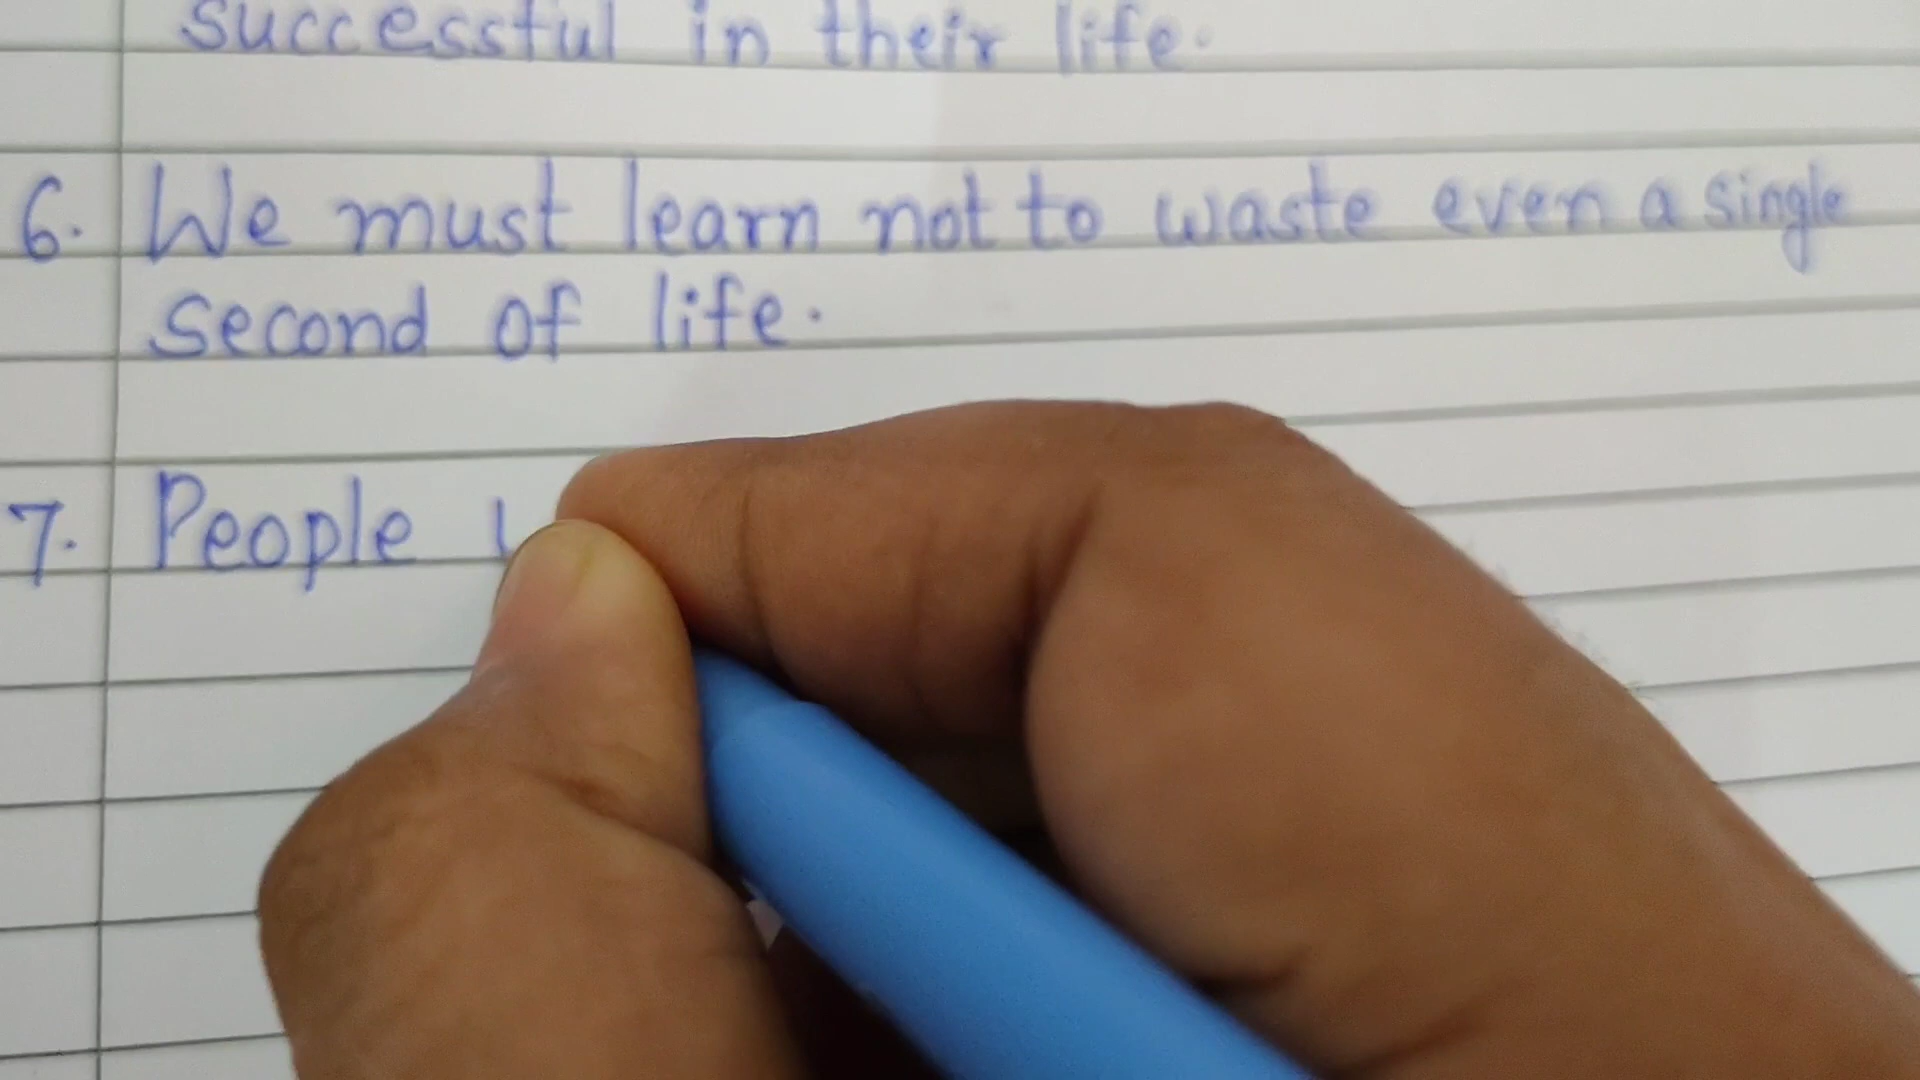 successful in their life.
6. We must learn not to waste even a single
second of life.
7. People